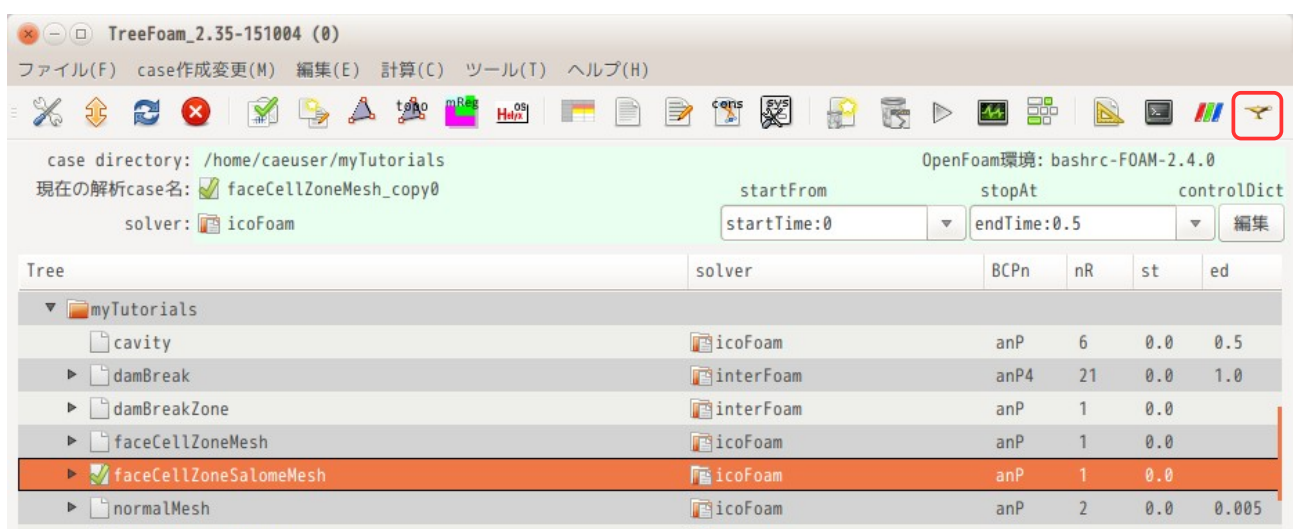 TreeFoam_2.35-151004 (0)
ファイル(F) case作成変更(M) 編集(E) 計算(C) ツール(T) ヘルプ(H)
topo mReg Helyx OS cons sys
case directory: /home/caeuser/myTutorials OpenFoam環境: bashrc-FOAM-2.4.0
現在の解析case名: faceCellZoneMesh_copy0 startFrom stopAt controlDict
solver: icoFoam startTime:0 endTime:0.5 編集
Tree solver BCPn nR st ed
myTutorials
cavity icoFoam anP 6 0.0 0.5
damBreak interFoam anP4 21 0.0 1.0
damBreakZone interFoam anP 1 0.0
faceCellZoneMesh icoFoam anP 1 0.0
faceCellZoneSalomeMesh icoFoam anP 1 0.0
normalMesh icoFoam anP 2 0.0 0.005